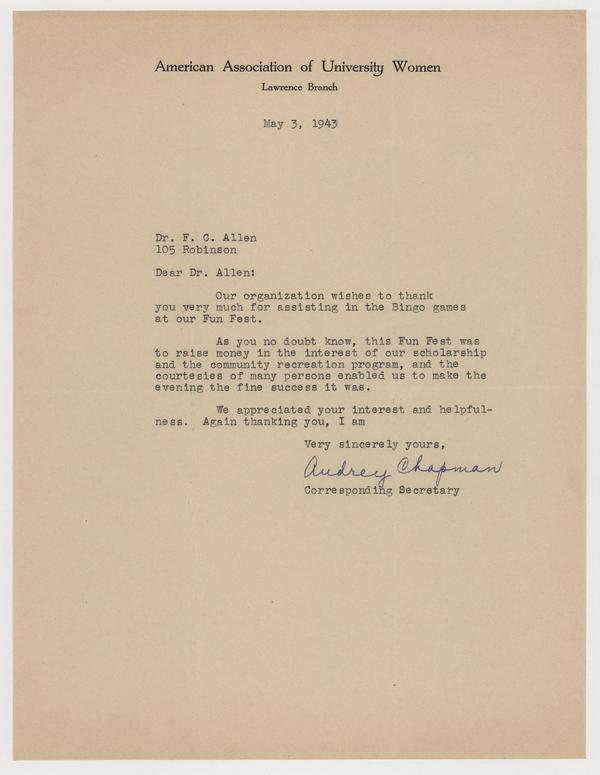 American Association of University Women
Lawrence Branch
May 3, 1943
Dr. F. C. Allen
105 Robinson
Dear Dr. Allen:
Our organization wishes to thank
you very much for assisting in the Bingo games
at our Fun Fest.
As you no doubt know, this Fun Fest was
to raise money in the interest of our scholarship
and the community recreation program, and the
courtesies of many persons enabled us to make the
evening the fine success it was.
We appreciated your interest and helpful-
ness.  Again thanking you, I am
Very sincerely yours,
Audrey Chapman
Corresponding Secretary